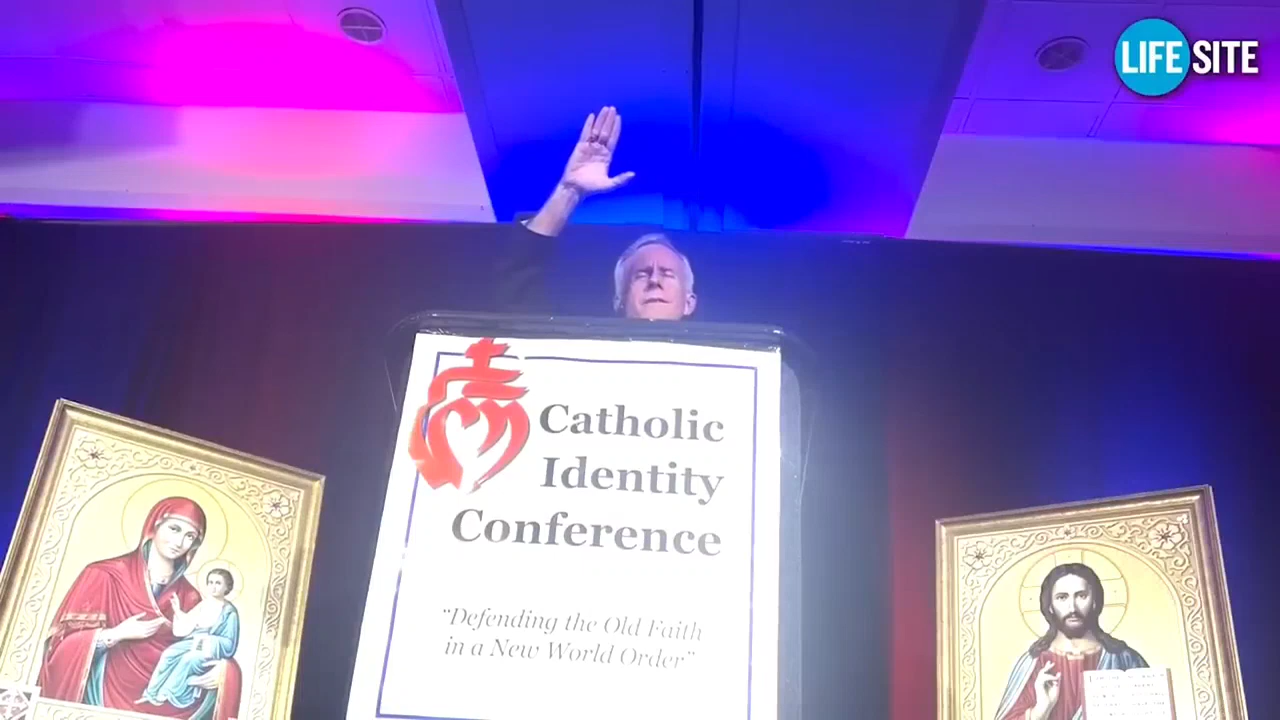 LIFE SITE
Catholic
Identity
Conference
“Defending the Old Faith
in a New World Order”